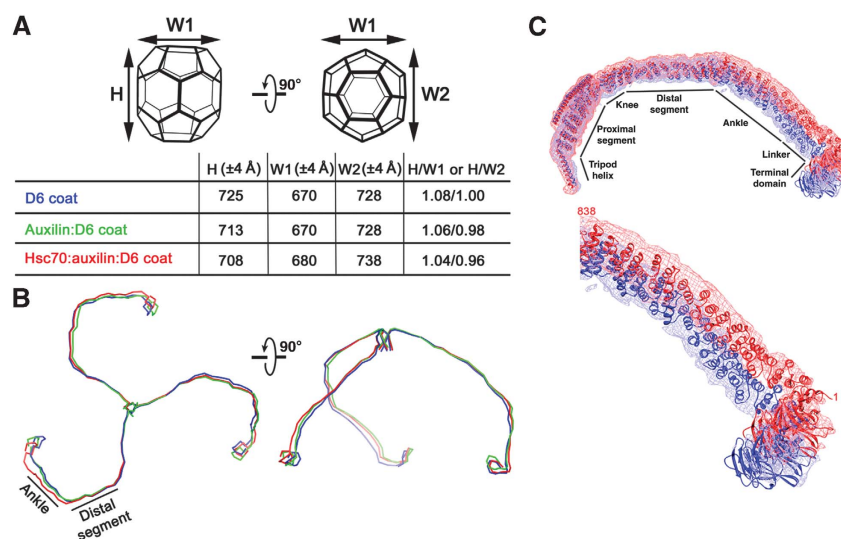 A
W1
W1
H
90°
W2
H (±4 Å) W1(±4 Å) W2(±4 Å) H/W1 or H/W2
D6 coat 725 670 728 1.08/1.00
Auxilin:D6 coat 713 670 728 1.06/0.98
Hsc70:auxilin:D6 coat 708 680 738 1.04/0.96
B
90°
Ankle
Distal
segment
C
Knee
Distal
segment
Proximal
segment
Ankle
Tripod
helix
Linker
Terminal
domain
838
1